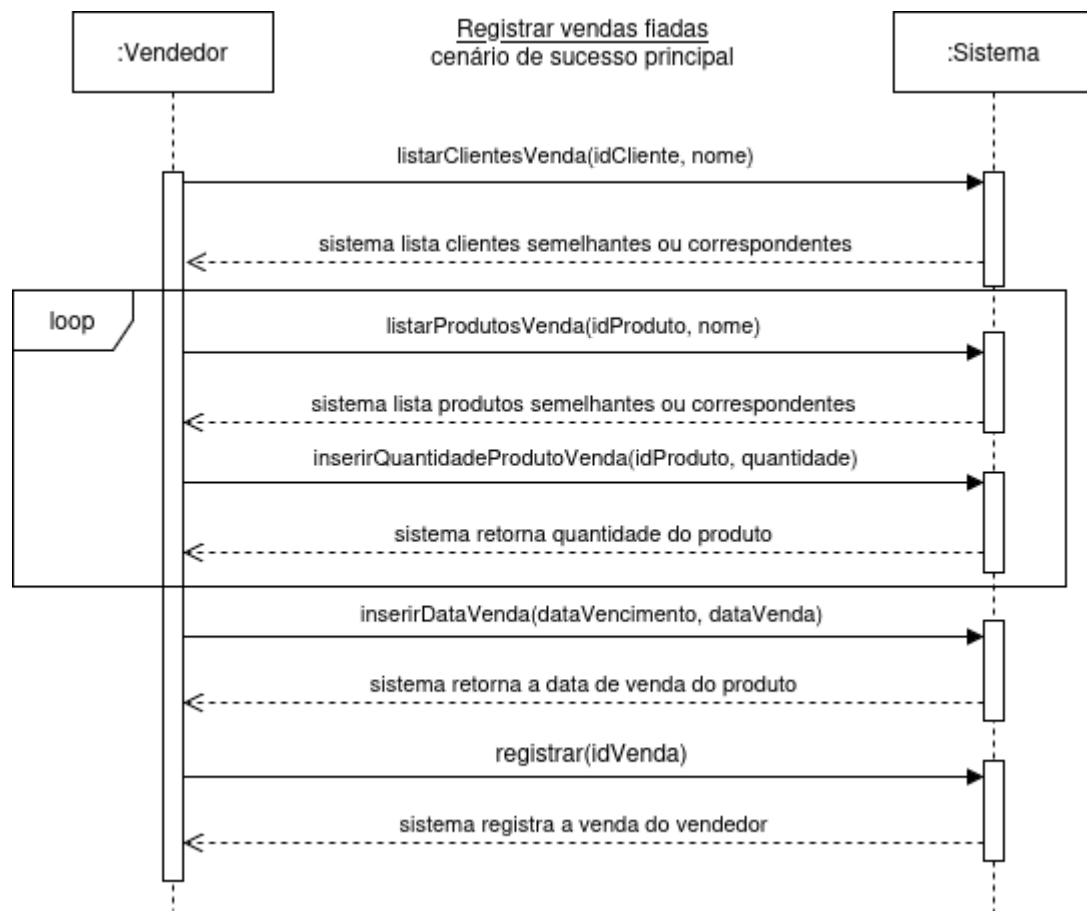 :Vendedor
Registrar vendas fiadas
cenário de sucesso principal
:Sistema
listarClientesVenda(idCliente, nome)
sistema lista clientes semelhantes ou correspondentes
loop
listarProdutosVenda(idProduto, nome)
sistema lista produtos semelhantes ou correspondentes
inserirQuantidadeProdutoVenda(idProduto, quantidade)
sistema retorna quantidade do produto
inserirDataVenda(dataVencimento, dataVenda)
sistema retorna a data de venda do produto
registrar(idVenda)
sistema registra a venda do vendedor